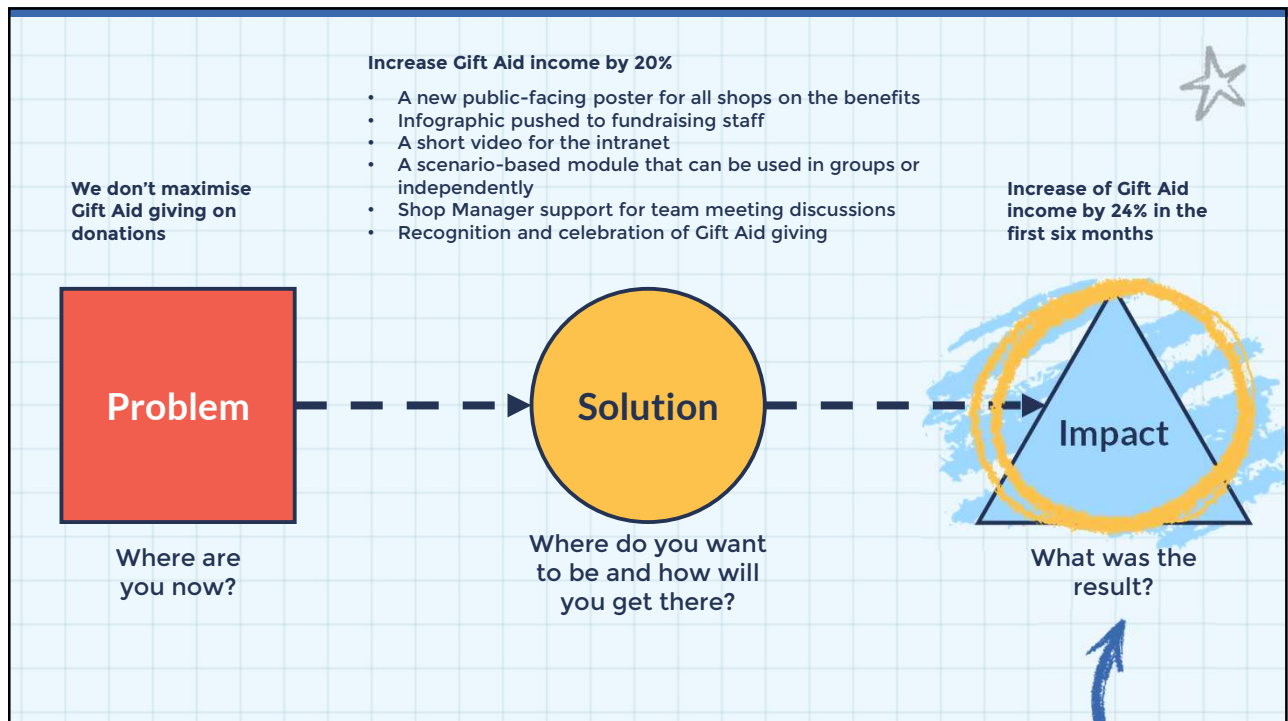 Increase Gift Aid income by 20%
• A new public-facing poster for all shops on the benefits
• Infographic pushed to fundraising staff
• A short video for the intranet
• A scenario-based module that can be used in groups or
independently
• Shop Manager support for team meeting discussions
• Recognition and celebration of Gift Aid giving
We don’t maximise
Gift Aid giving on
donations
Increase of Gift Aid
income by 24% in the
first six months
Problem
Solution
Impact
Where are
you now?
Where do you want
to be and how will
you get there?
What was the
result?